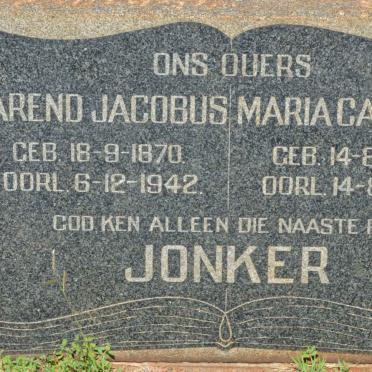 ONS OUERS
AREND JACOBUS MARIA CA
GEB. 18-9-1870. GEB. 14-8
OORL 6-12-1942. OORL. 14-8
GOD KEN ALLEEN DIE NAASTE
JONKER